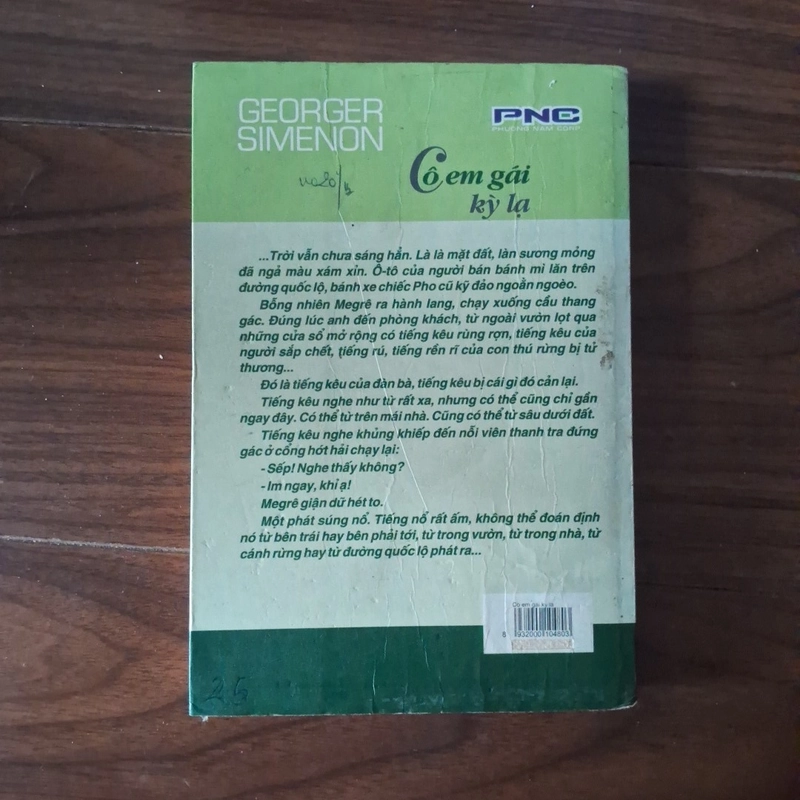 GEORGER
SIMENON
PNC
PHUONG NAM CORP
Cô em gái
kỳ lạ
...Trời vẫn chưa sáng hẳn. Là là mặt đất, làn sương mỏng
đã ngả màu xám xỉn. Ô-tô của người bán bánh mì lăn trên
đường quốc lộ, bánh xe chiếc Pho cũ kỹ đảo ngoằn ngoèo.
Bỗng nhiên Megrê ra hành lang, chạy xuống cầu thang
gác. Đúng lúc anh đến phòng khách, từ ngoài vườn lọt qua
những cửa sổ mở rộng có tiếng kêu rùng rợn, tiếng kêu của
người sắp chết, tiếng rú, tiếng rền rĩ của con thú rừng bị tử
thương...
Đó là tiếng kêu của đàn bà, tiếng kêu bị cái gì đó cản lại.
Tiếng kêu nghe như từ rất xa, nhưng có thể cũng chỉ gần
ngay đây. Có thể từ trên mái nhà. Cũng có thể từ sâu dưới đất.
Tiếng kêu nghe khủng khiếp đến nỗi viên thanh tra đứng
gác ở cổng hớt hải chạy lại:
- Sếp! Nghe thấy không?
- Im ngay, khỉ ạ!
Megrê giận dữ hét to.
Một phát súng nổ. Tiếng nổ rất ấm, không thể đoán định
nó từ bên trái hay bên phải tới, từ trong vườn, từ trong nhà, từ
cánh rừng hay từ đường quốc lộ phát ra...
Cô em gái kỳ lạ
8 932000 104803
25